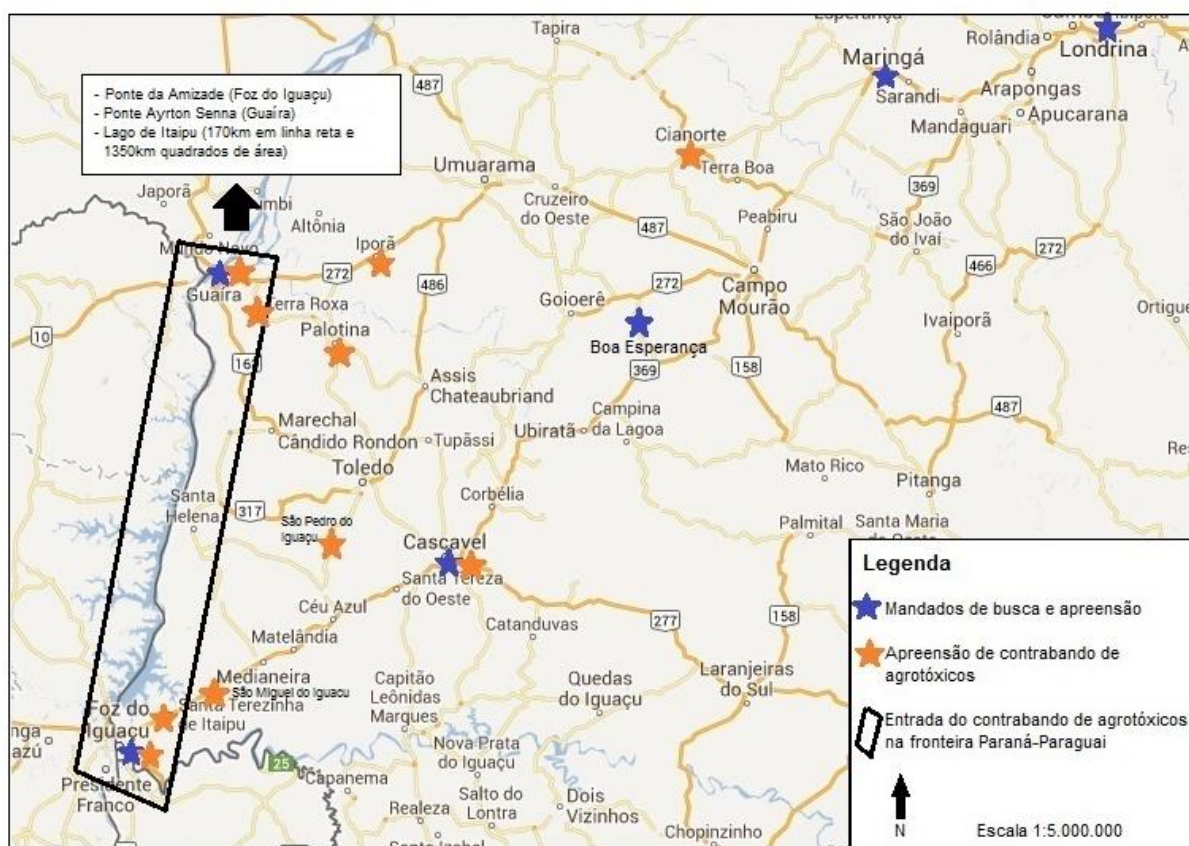 Tapira
Rolândia
Londrina
Maringá
Sarandi
Arapongas
Apucarana
Mandaguari
487
- Ponte da Amizade (Foz do Iguaçu)
- Ponte Ayrton Senna (Guaíra)
- Lago de Itaipu (170km em linha reta e
1350km quadrados de área)
Cianorte
Terra Boa
Umuarama
369
Japorã
Altônia
Cruzeiro
do Oeste
Peabiru
São João
do Ivaí
487
272
Iporã
466
272
486
272
Guaíra
Terra Roxa
Goioerê
Campo
Mourão
Palotina
Ivaiporã
10
Boa Esperança
369
158
Assis
Chateaubriand
487
Marechal
Cândido Rondon
Tupãssi
Ubiratã
Campina
da Lagoa
Toledo
Mato Rico
Pitanga
Santa
Helena
317
Corbélia
São Pedro do
Iguaçu
Palmital
Santa Maria
Cascavel
Santa Tereza
do Oeste
Céu Azul
277
158
Catanduvas
Matelândia
Medianeira
São Miguel do Iguacu
Capitão
Leônidas
Marques
Quedas
do Iguaçu
Laranjeiras
do Sul
Foz do
Iguaçu
Santa Terezinha
de Itaipu
Nova Prata
do Iguaçu
25
Presidente
Franco
Capanema
Realeza
Salto do
Lontra
Dois
Vizinhos
Chopinzinho
Legenda
Mandados de busca e apreensão
Apreensão de contrabando de
agrotóxicos
Entrada do contrabando de agrotóxicos
na fronteira Paraná-Paraguai
N
Escala 1:5.000.000